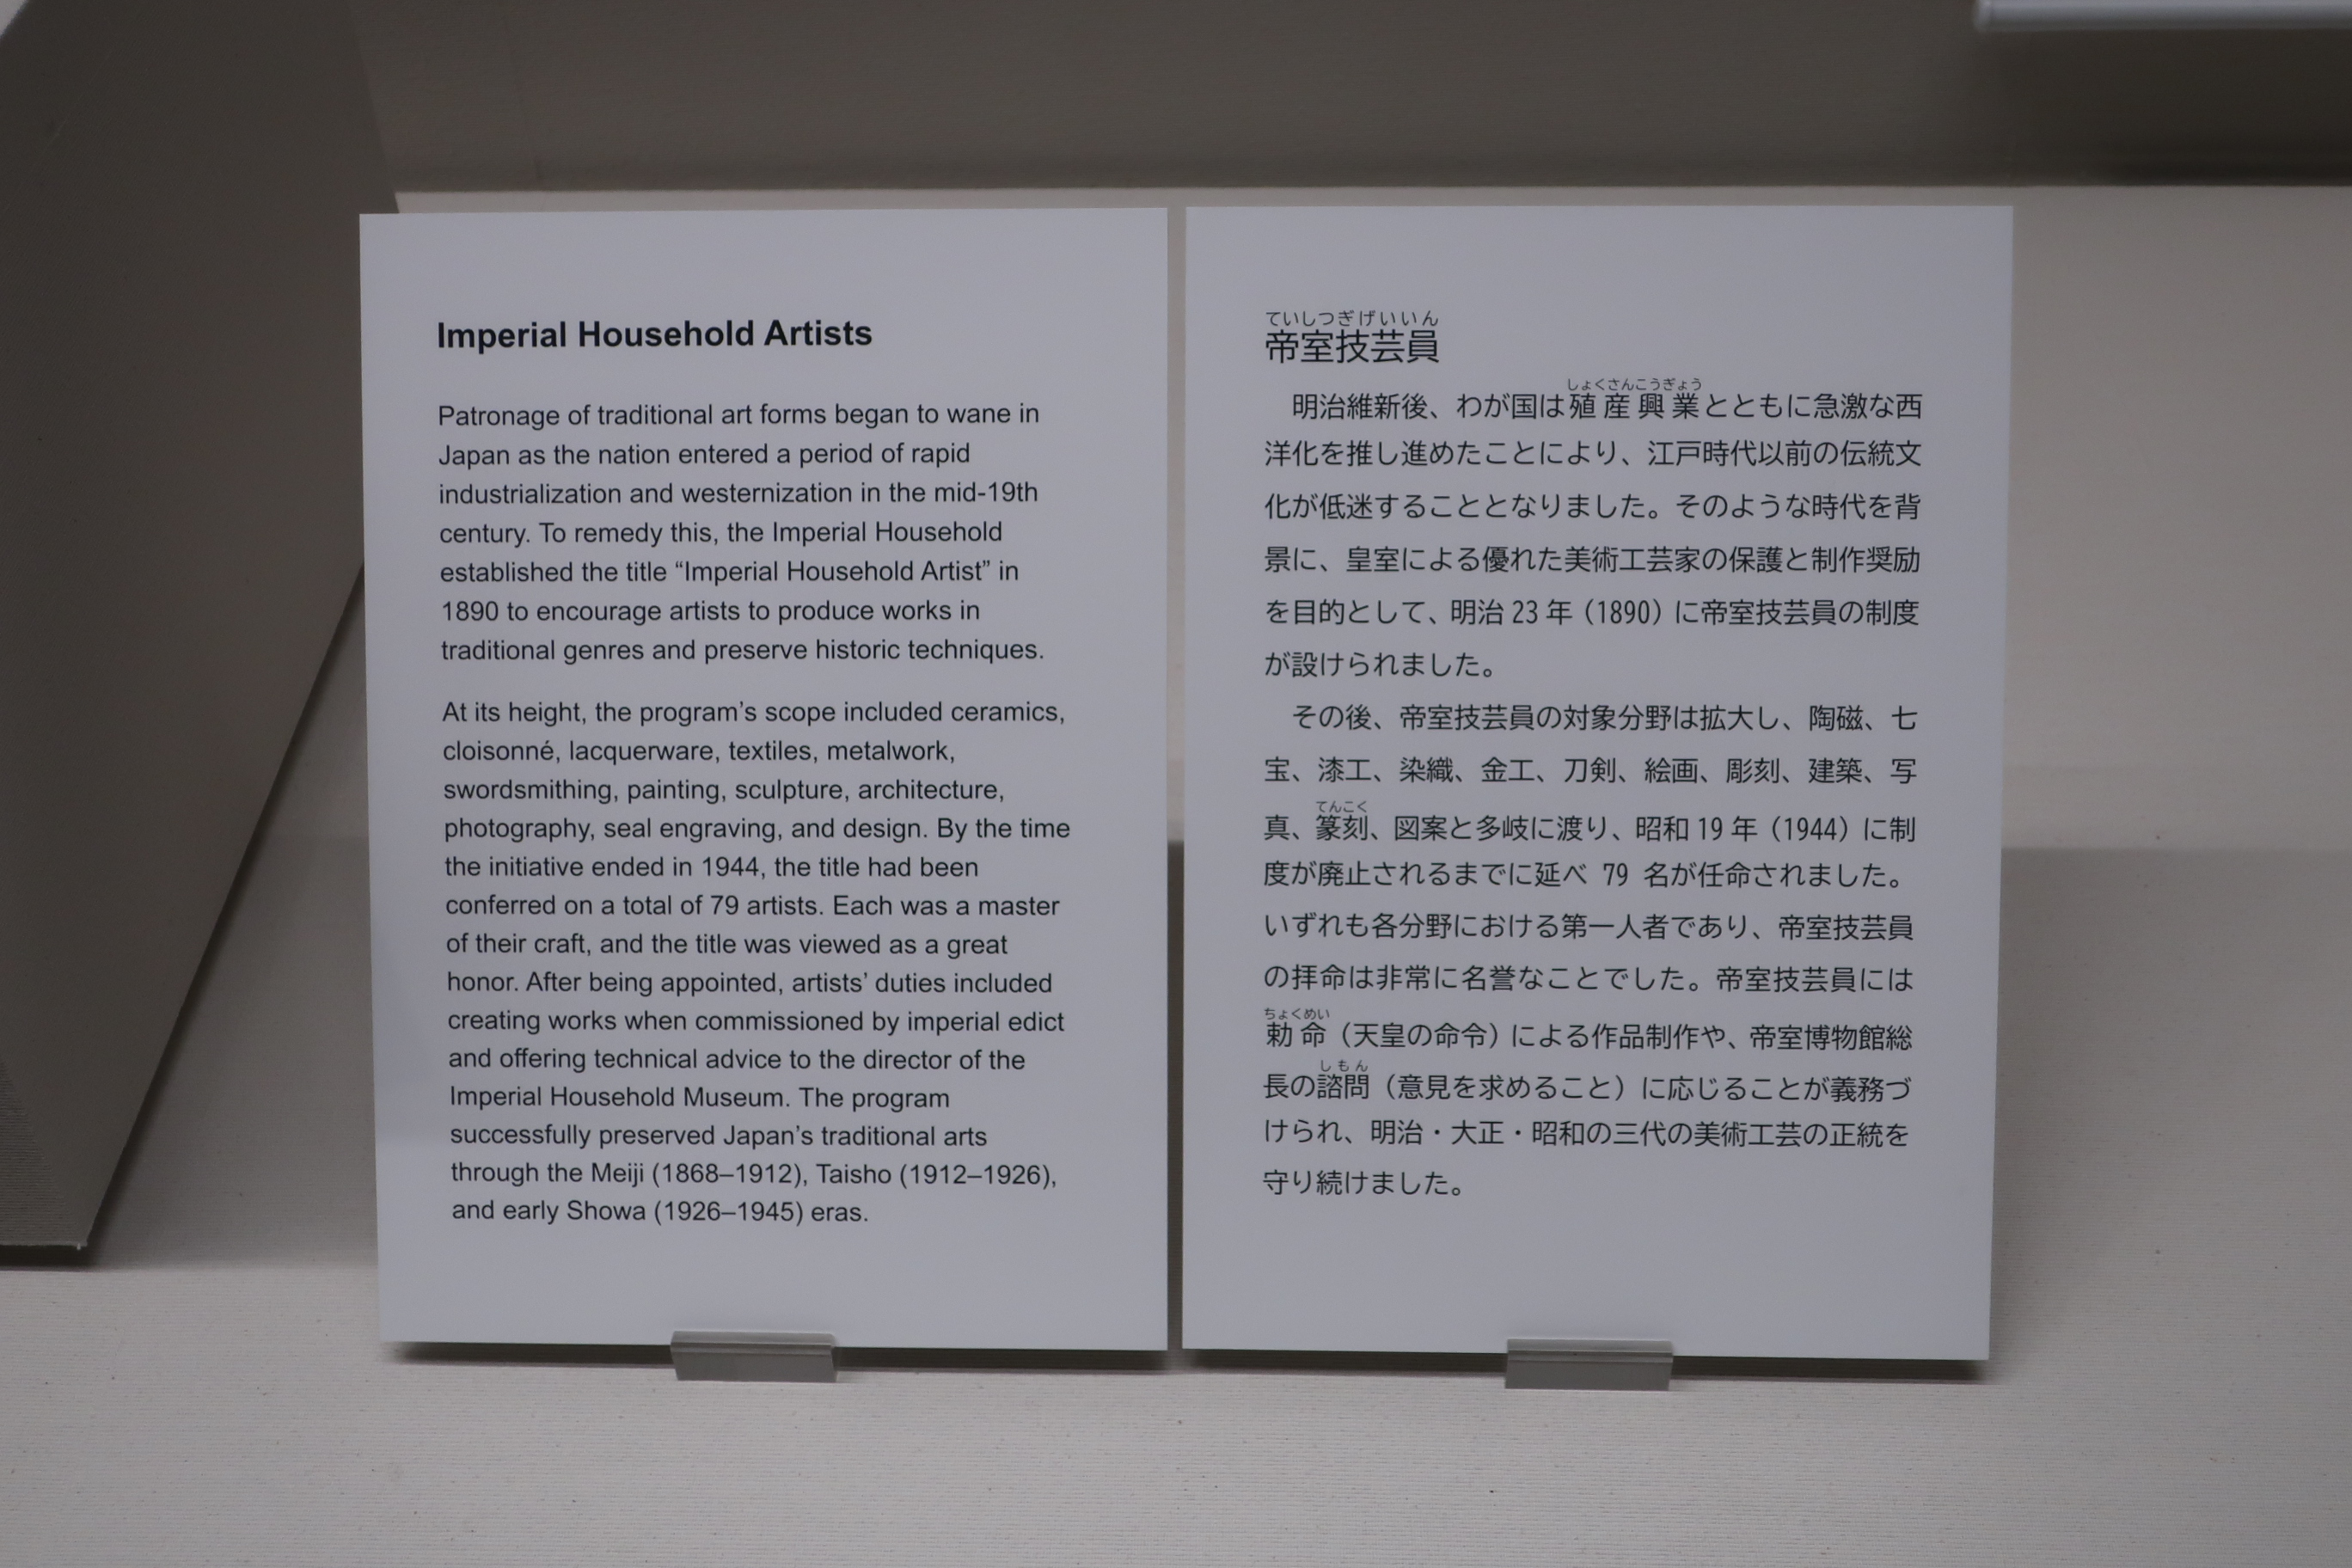 Imperial Household Artists
Patronage of traditional art forms began to wane in
Japan as the nation entered a period of rapid
industrialization and westernization in the mid-19th
century. To remedy this, the Imperial Household
established the title “Imperial Household Artist” in
1890 to encourage artists to produce works in
traditional genres and preserve historic techniques.
At its height, the program’s scope included ceramics,
cloisonné, lacquerware, textiles, metalwork,
swordsmithing, painting, sculpture, architecture,
photography, seal engraving, and design. By the time
the initiative ended in 1944, the title had been
conferred on a total of 79 artists. Each was a master
of their craft, and the title was viewed as a great
honor. After being appointed, artists’ duties included
creating works when commissioned by imperial edict
and offering technical advice to the director of the
Imperial Household Museum. The program
successfully preserved Japan’s traditional arts
through the Meiji (1868–1912), Taisho (1912–1926),
and early Showa (1926–1945) eras.
ていしつぎげいいん
帝室技芸員
しょくさんこうぎょう
明治維新後、わが国は殖産興業とともに急激な西
洋化を推し進めたことにより、江戸時代以前の伝統文
化が低迷することとなりました。そのような時代を背
景に、皇室による優れた美術工芸家の保護と制作奨励
を目的として、明治 23 年（1890）に帝室技芸員の制度
が設けられました。
その後、帝室技芸員の対象分野は拡大し、陶磁、七
宝、漆工、染織、金工、刀剣、絵画、彫刻、建築、写
てんこく
真、篆刻、図案と多岐に渡り、昭和 19 年（1944）に制
度が廃止されるまでに延べ 79 名が任命されました。
いずれも各分野における第一人者であり、帝室技芸員
の拝命は非常に名誉なことでした。帝室技芸員には
ちょくめい
勅命（天皇の命令）による作品制作や、帝室博物館総
しもん
長の諮問（意見を求めること）に応じることが義務づ
けられ、明治・大正・昭和の三代の美術工芸の正統を
守り続けました。